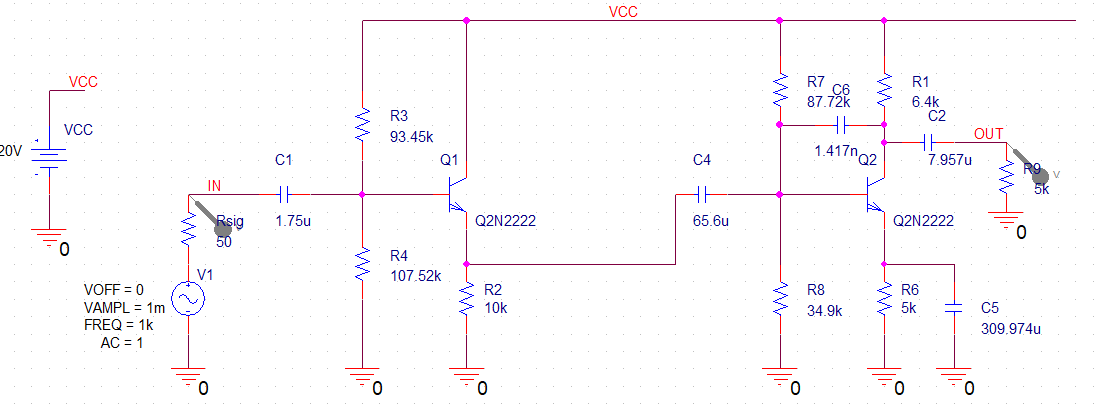 VCC
VCC
VCC
20V
0
IN
Rsig
50
V1
VOFF = 0
VAMPL = 1m
FREQ = 1k
AC = 1
0
C1
1.75u
R3
93.45k
R4
107.52k
0
Q1
Q2N2222
R2
10k
0
C4
65.6u
R7
87.72k
C6
1.417n
R8
34.9k
0
R1
6.4k
C2
7.957u
OUT
Q2
Q2N2222
R6
5k
0
C5
309.974u
0
R9
5k
V
0